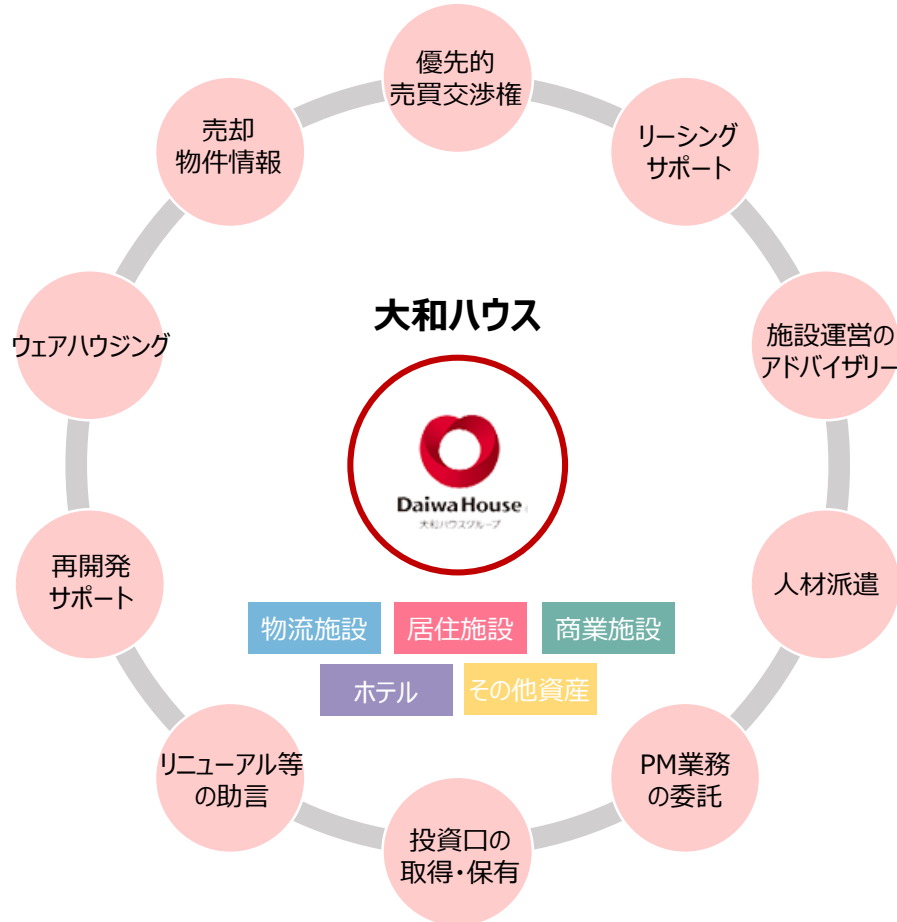 優先的
売買交渉権
リーシング
サポート
施設運営の
アドバイザリー
人材派遣
PM業務
の委託
投資口の
取得・保有
リニューアル等
の助言
再開発
サポート
ウェアハウジング
売却
物件情報
大和ハウス
Daiwa House
大和ハウスグループ
物流施設
居住施設
商業施設
ホテル
その他資産